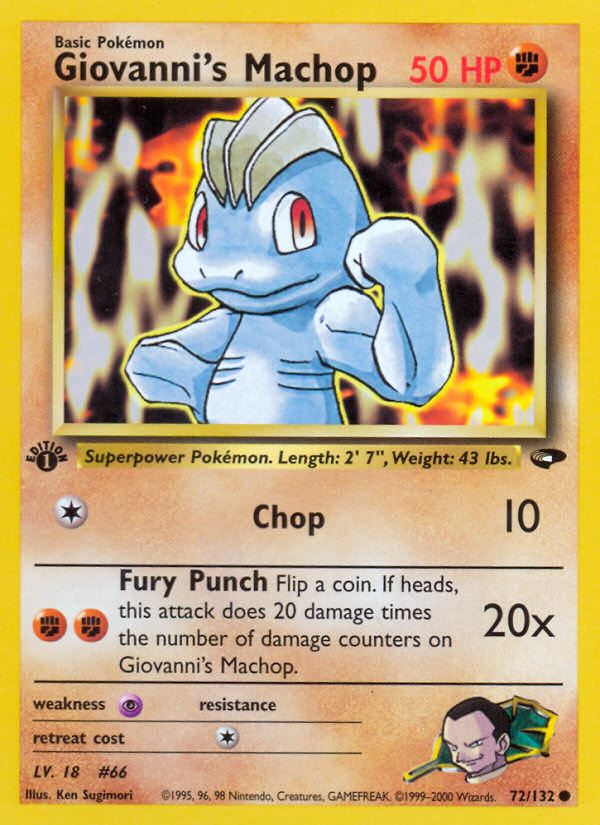 Basic Pokémon
Giovanni's Machop 50 HP
EDITION
1
Superpower Pokémon. Length: 2' 7", Weight: 43 lbs.
Chop 10
Fury Punch Flip a coin. If heads,
this attack does 20 damage times
the number of damage counters on
Giovanni's Machop.
20x
weakness resistance
retreat cost
LV. 18 #66
Illus. Ken Sugimori ©1995, 96, 98 Nintendo, Creatures, GAMEFREAK. ©1999-2000 Wizards. 72/132